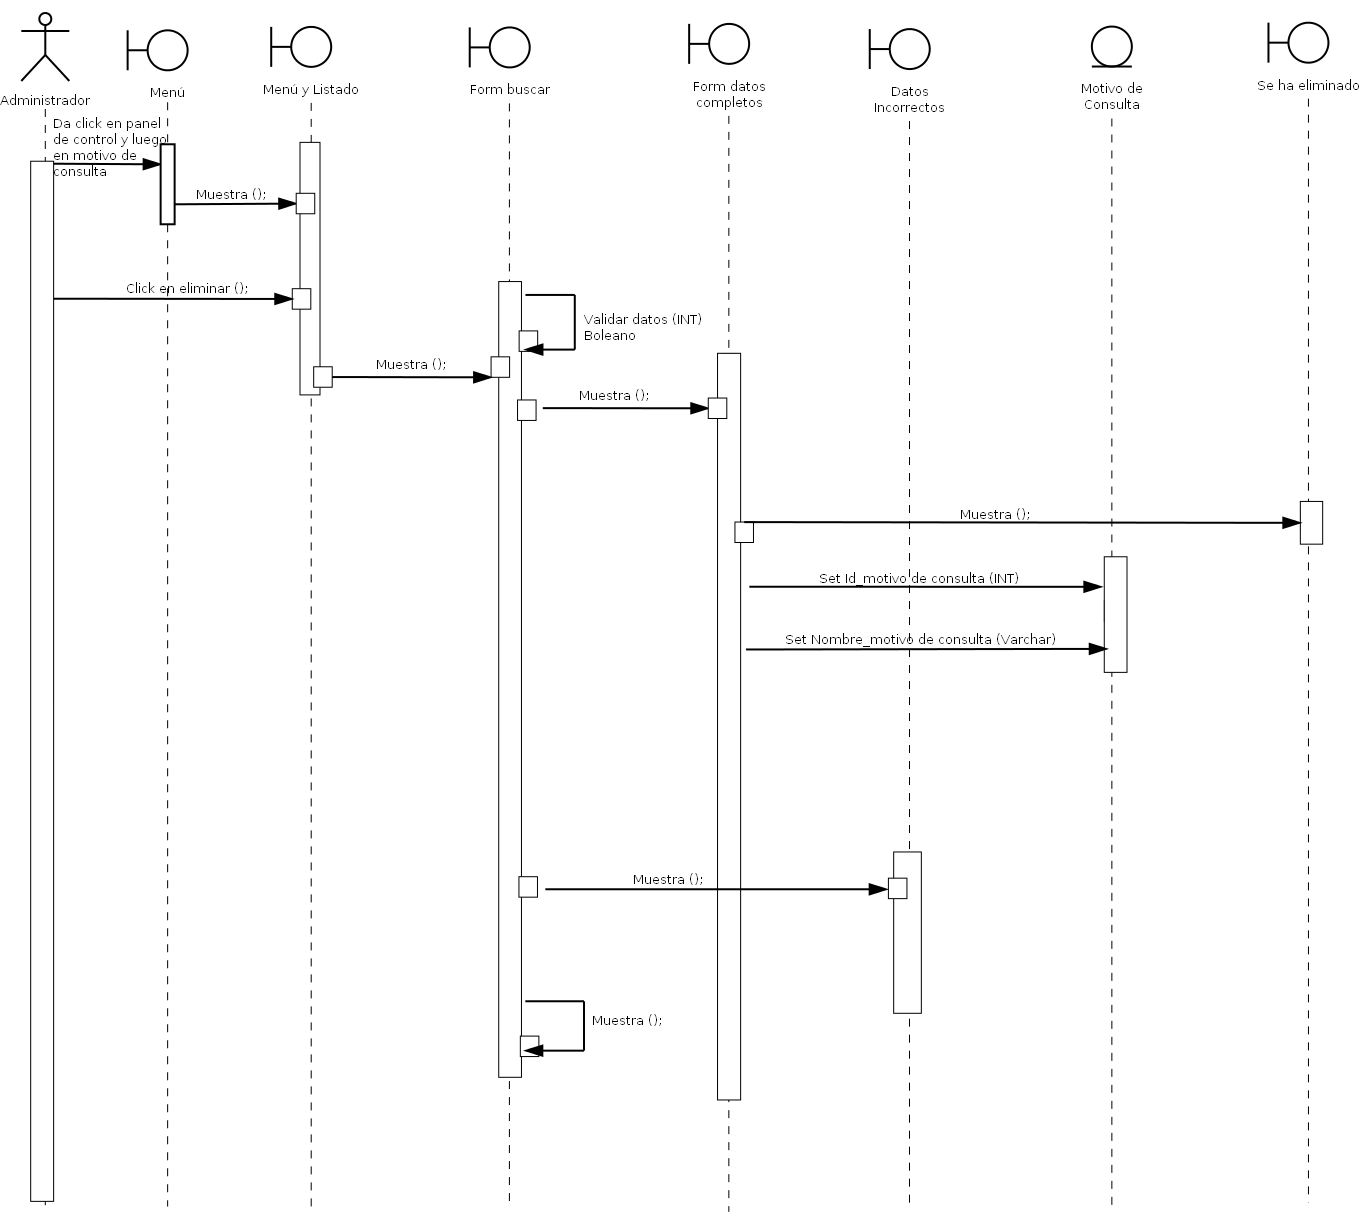 Administrador
Menú
Menú y Listado
Form buscar
Form datos
completos
Datos
Incorrectos
Motivo de
Consulta
Se ha eliminado
Da click en panel
de control y luego
en motivo de
consulta
Muestra ();
Click en eliminar ();
Validar datos (INT)
Boleano
Muestra ();
Muestra ();
Muestra ();
Set Id_motivo de consulta (INT)
Set Nombre_motivo de consulta (Varchar)
Muestra ();
Muestra ();